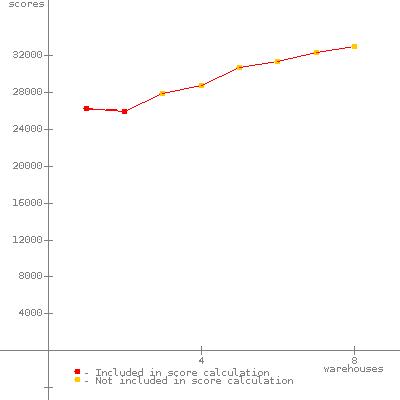 scores
32000
28000
24000
20000
16000
12000
8000
4000
4
8
warehouses
- Included in score calculation
- Not included in score calculation